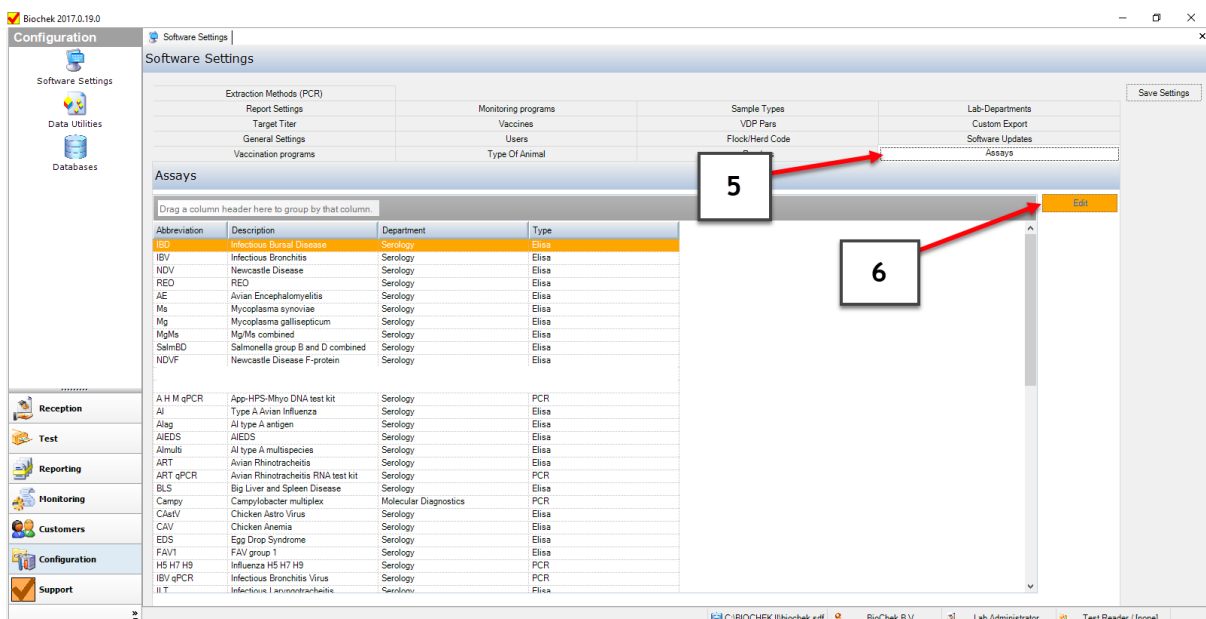 Biochek 2017.0.19.0
Configuration
Software Settings
Data Utilities
Databases
Software Settings
Software Settings
Save Settings
Extraction Methods (PCR)
Report Settings Monitoring programs Sample Types Lab-Departments
Target Titer Vaccines VDP Pars Custom Export
General Settings Users Flock/Herd Code Software Updates
Vaccination programs Type Of Animal Assays
5
Assays
Edit
6
Drag a column header here to group by that column.
Abbreviation Description Department Type
IBD Infectious Bursal Disease Serology Elisa
IBV Infectious Bronchitis Serology Elisa
NDV Newcastle Disease Serology Elisa
REO REO Serology Elisa
AE Avian Encephalomyelitis Serology Elisa
Ms Mycoplasma synoviae Serology Elisa
Mg Mycoplasma gallisepticum Serology Elisa
MgMs Mg/Ms combined Serology Elisa
SalmBD Salmonella group B and D combined Serology Elisa
NDVF Newcastle Disease F-protein Serology Elisa
A H M qPCR App-HPS-Mhyo DNA test kit Serology PCR
AI Type A Avian Influenza Serology Elisa
AIag AI type A antigen Serology Elisa
AIEDS AIEDS Serology Elisa
AImulti AI type A multispecies Serology Elisa
ART Avian Rhinotracheitis Serology Elisa
ART qPCR Avian Rhinotracheitis RNA test kit Serology PCR
BLS Big Liver and Spleen Disease Serology Elisa
Campy Campylobacter multiplex Molecular Diagnostics PCR
CAstV Chicken Astro Virus Serology Elisa
CAV Chicken Anemia Serology Elisa
EDS Egg Drop Syndrome Serology Elisa
FAV1 FAV group 1 Serology Elisa
H5 H7 H9 Influenza H5 H7 H9 Serology PCR
IBV qPCR Infectious Bronchitis Virus Serology PCR
ILT Infectious Laryngotracheitis Serology Elisa
Reception
Test
Reporting
Monitoring
Customers
Configuration
Support
C:\BIOCHEK II\biochek.sdf BioChek B.V. Lab Administrator Test Reader / [none]